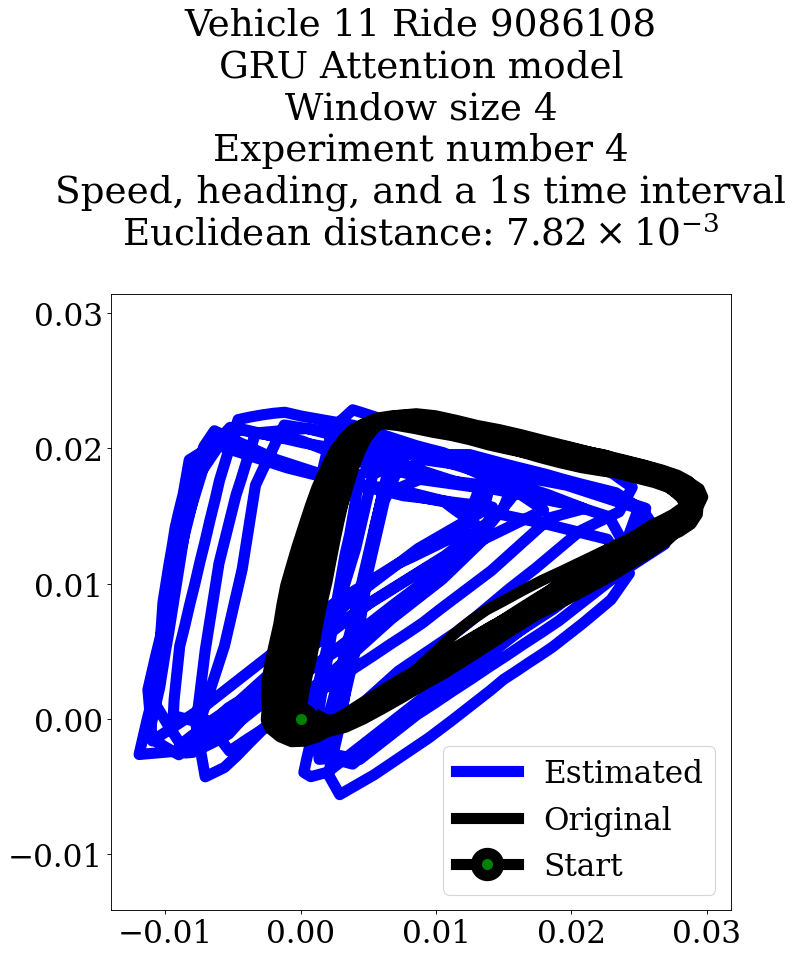 Vehicle 11 Ride 9086108
GRU Attention model
Window size 4
Experiment number 4
Speed, heading, and a 1s time interval
Euclidean distance: 7.82 × 10⁻³
0.03
0.02
0.01
0.00
−0.01
Estimated
Original
Start
−0.01 0.00 0.01 0.02 0.03